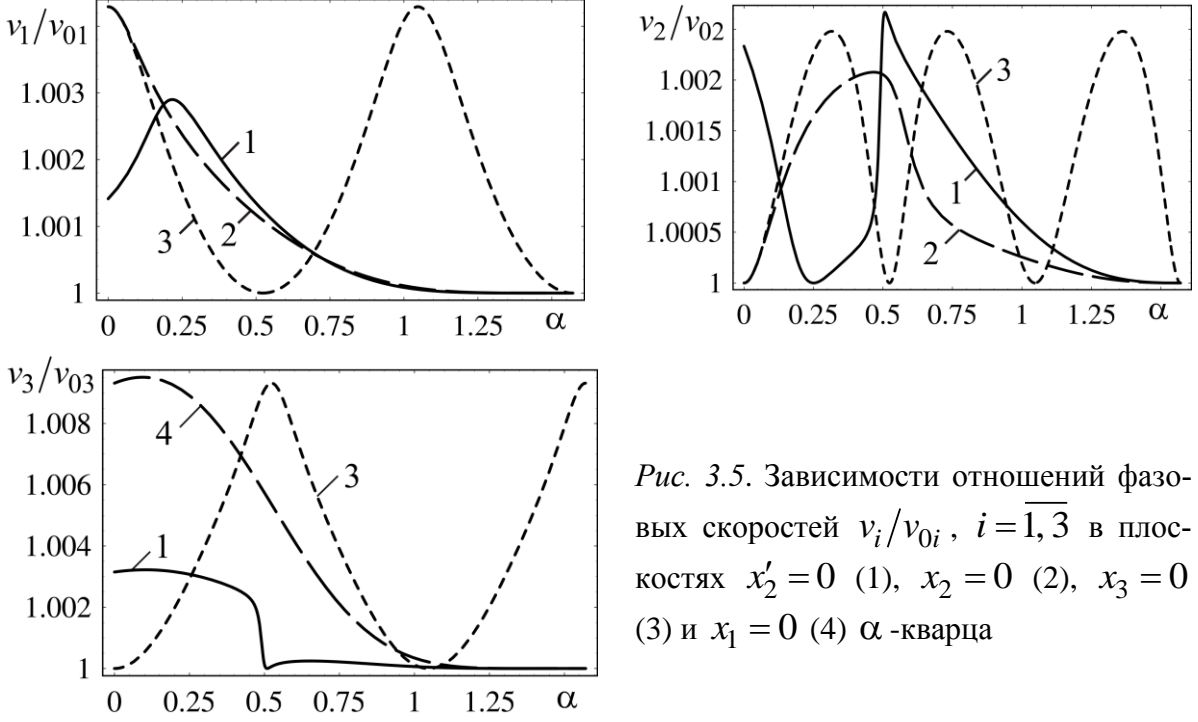 v₁/v₀₁
1.003
1.002
1.001
1
1
2
3
0 0.25 0.5 0.75 1 1.25 α
v₂/v₀₂
1.002
1.0015
1.001
1.0005
1
3
1
2
0 0.25 0.5 0.75 1 1.25 α
v₃/v₀₃
1.008
1.006
1.004
1.002
1
4
3
1
0 0.25 0.5 0.75 1 1.25 α
Рис. 3.5. Зависимости отношений фазо-
вых скоростей vᵢ/v₀ᵢ, i = 1, 3 в плос-
костях x′₂ = 0 (1), x₂ = 0 (2), x₃ = 0
(3) и x₁ = 0 (4) α -кварца